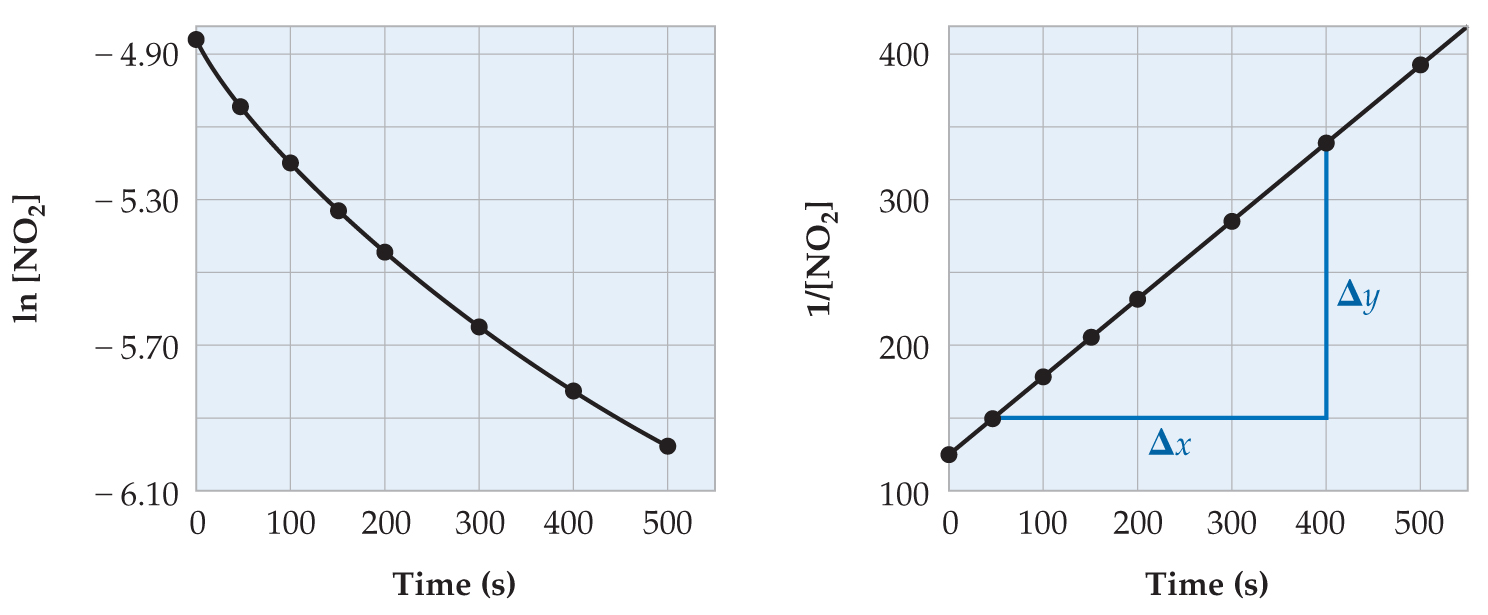 ln [NO₂]
− 4.90
− 5.30
− 5.70
− 6.10
0 100 200 300 400 500
Time (s)
1/[NO₂]
400
300
200
100
Δy
Δx
0 100 200 300 400 500
Time (s)